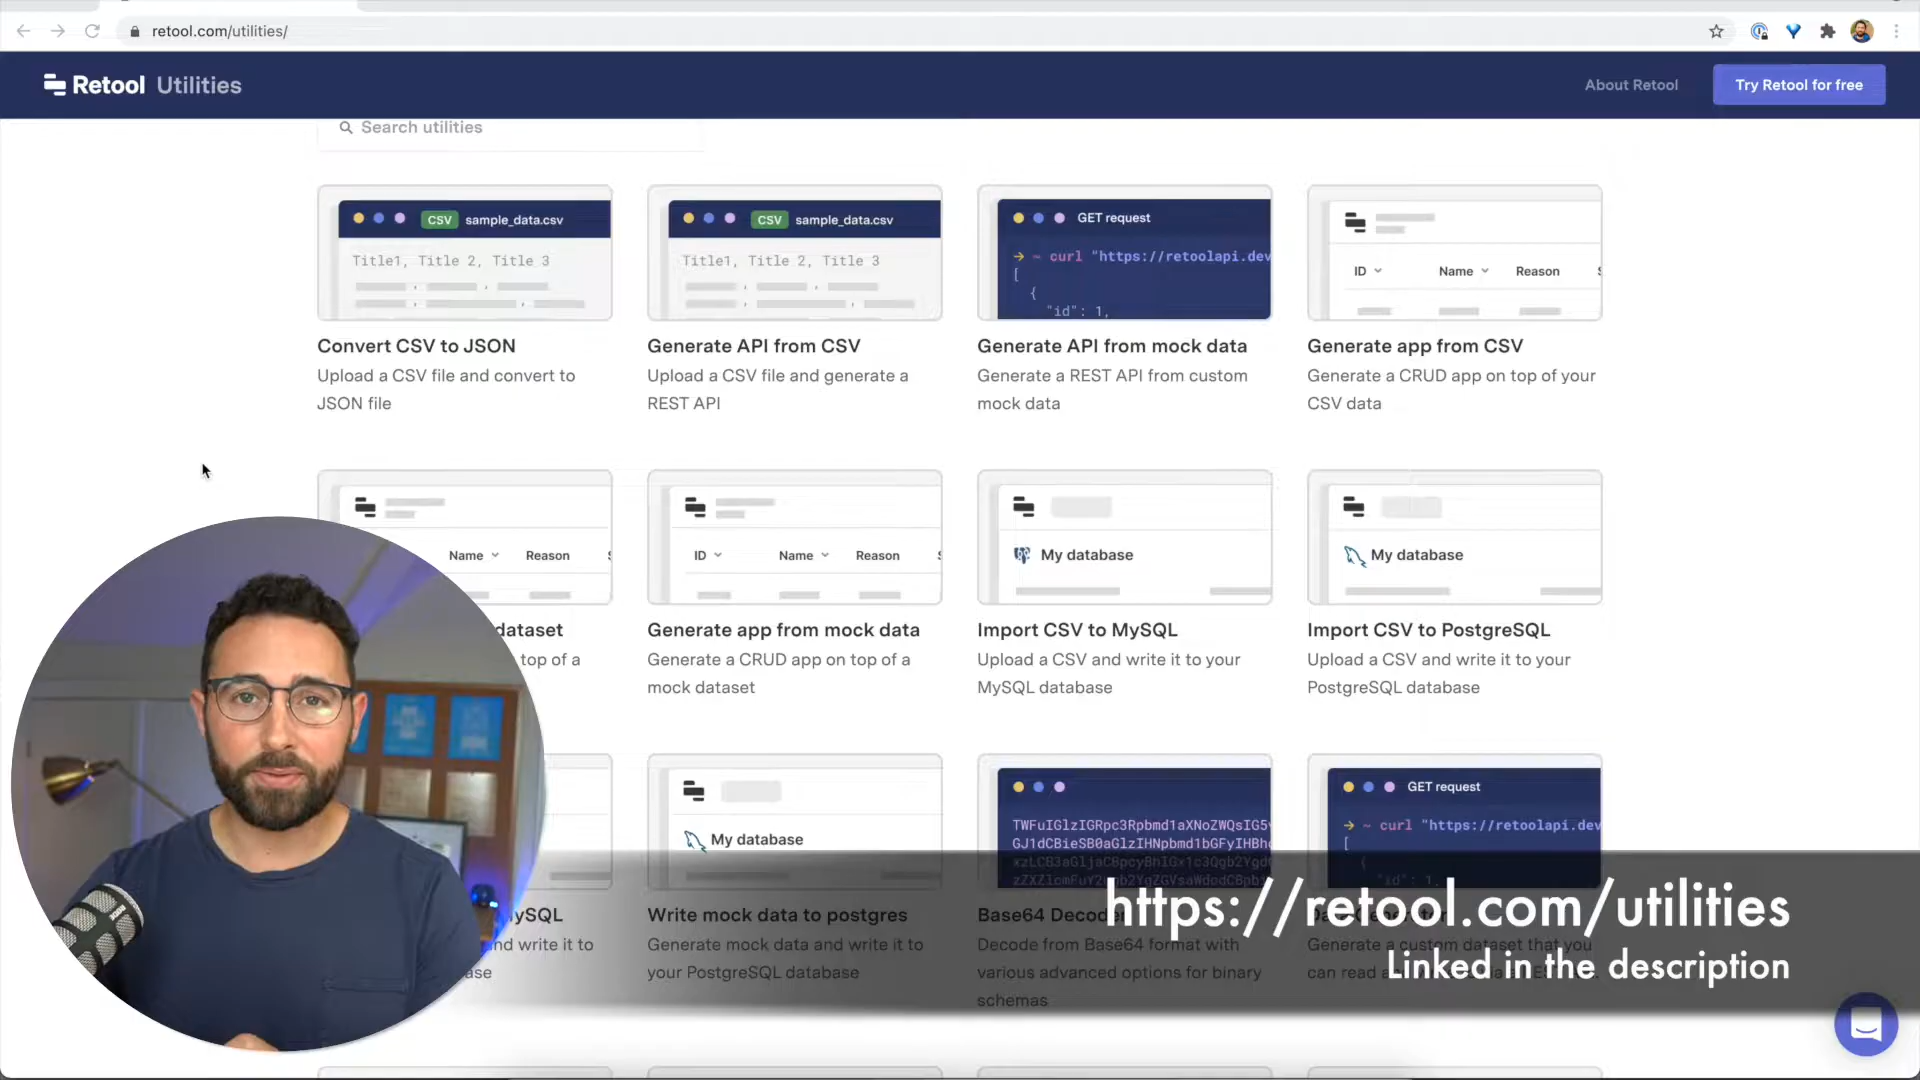 retool.com/utilities/
Retool Utilities
About Retool
Try Retool for free
Search utilities
CSV sample_data.csv
Title1, Title 2, Title 3
CSV sample_data.csv
Title1, Title 2, Title 3
GET request
→ ~ curl "https://retoolapi.dev
[
{
"id": 1,
ID Name Reason
Convert CSV to JSON
Upload a CSV file and convert to
JSON file
Generate API from CSV
Upload a CSV file and generate a
REST API
Generate API from mock data
Generate a REST API from custom
mock data
Generate app from CSV
Generate a CRUD app on top of your
CSV data
Name Reason
ID Name Reason
My database
My database
dataset
top of a
Generate app from mock data
Generate a CRUD app on top of a
mock dataset
Import CSV to MySQL
Upload a CSV and write it to your
MySQL database
Import CSV to PostgreSQL
Upload a CSV and write it to your
PostgreSQL database
My database
GET request
→ ~ curl "https://retoolapi.dev
[
{
"id": 1,
ySQL
and write it to
ase
Write mock data to postgres
Generate mock data and write it to
your PostgreSQL database
Base64 Decoder
Decode from Base64 format with
various advanced options for binary
schemas
Generate a custom dataset that you
can read
https://retool.com/utilities
Linked in the description